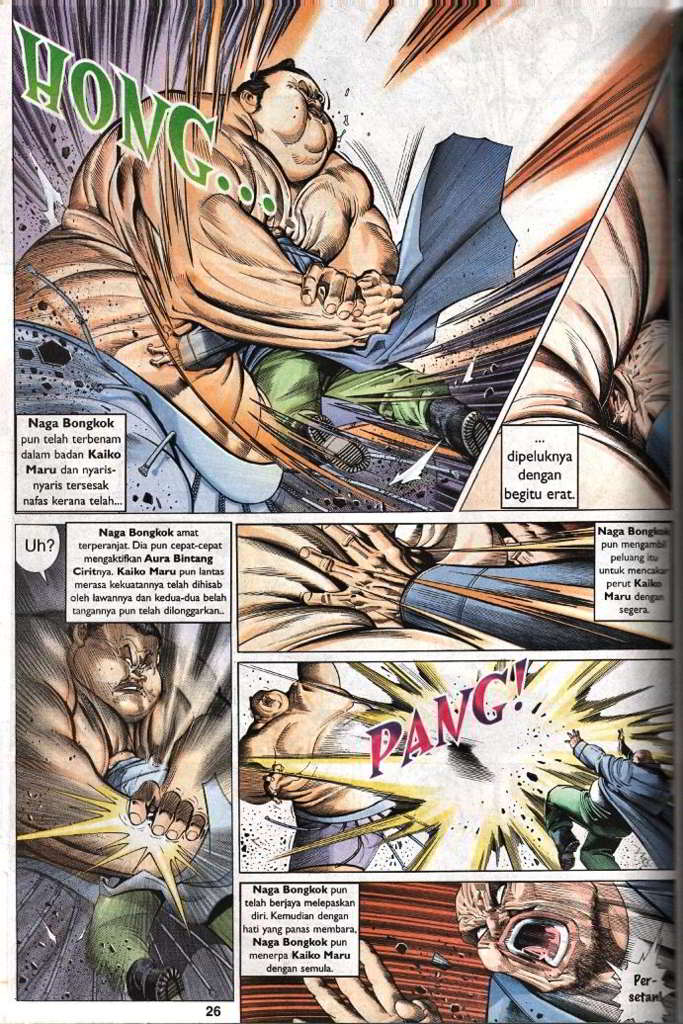 HONG...
Naga Bongkok
pun telah terbenam
dalam badan Kaiko
Maru dan nyaris-
nyaris tersesak
nafas kerana telah...
...
dipeluknya
dengan
begitu erat.
Uh?
Naga Bongkok amat
terperanjat. Dia pun cepat-cepat
mengaktifkan Aura Bintang
Ciritnya. Kaiko Maru pun lantas
merasa kekuatannya telah dihisab
oleh lawannya dan kedua-dua belah
tangannya pun telah dilonggarkan..
Naga Bongkok
pun mengambil
peluang itu
untuk mencakar
perut Kaiko
Maru dengan
segera.
PANG!
Naga Bongkok pun
telah berjaya melepaskan
diri. Kemudian dengan
hati yang panas membara,
Naga Bongkok pun
menerpa Kaiko Maru
dengan semula.
Per-
setan!
26